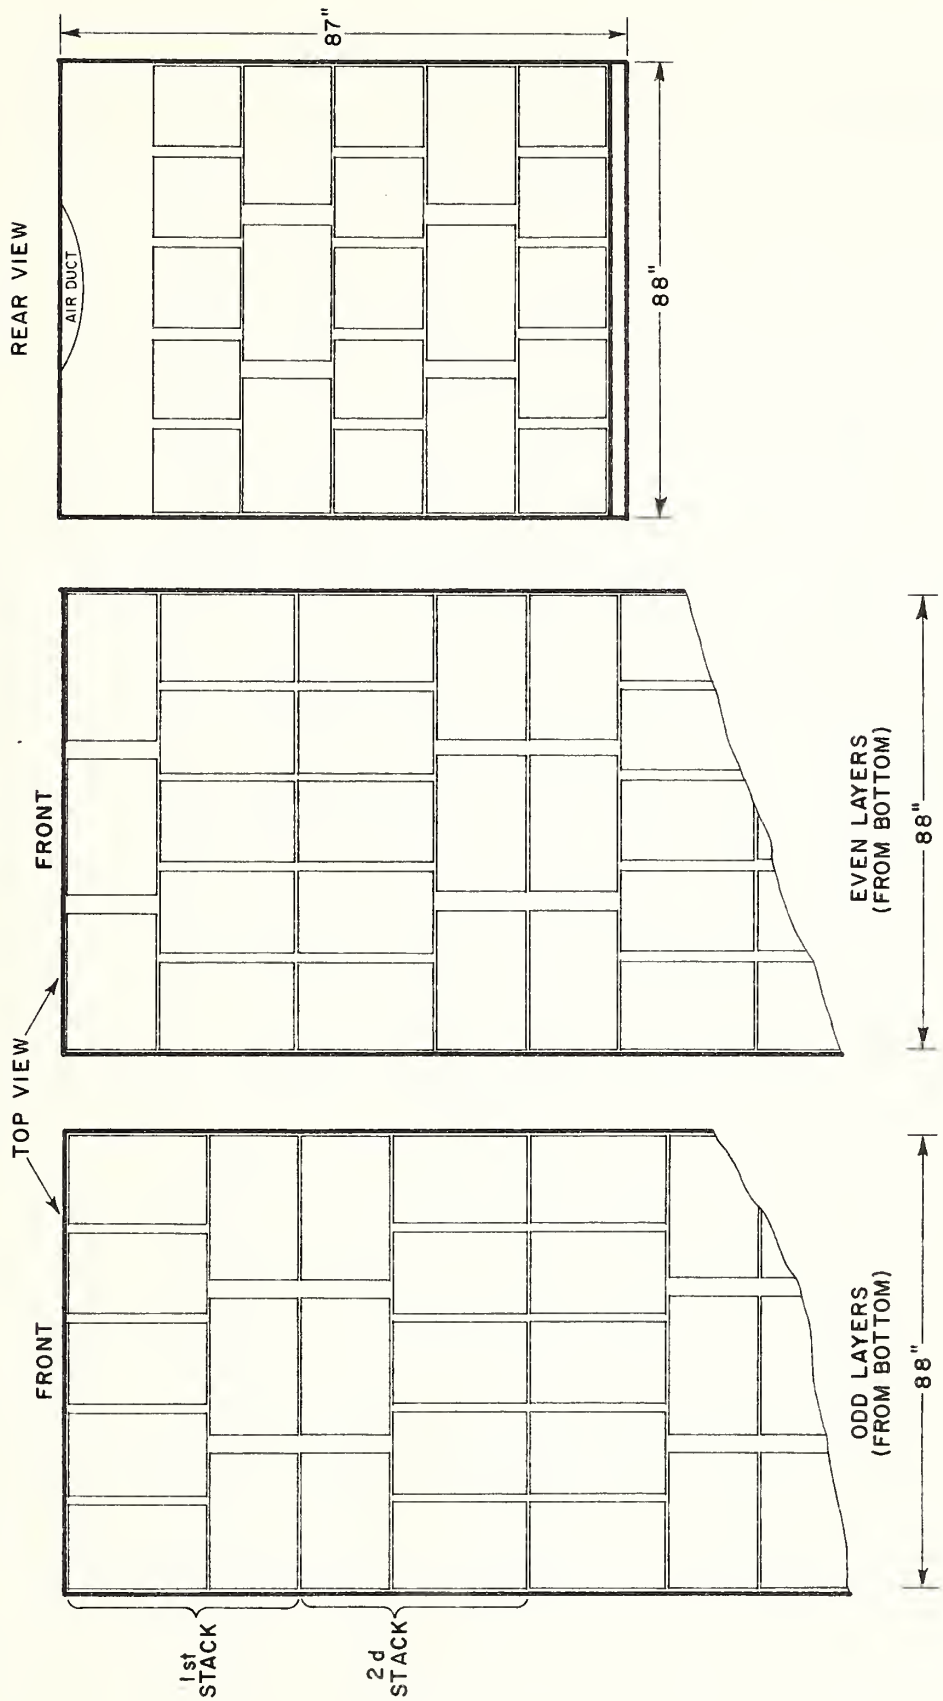 TOP VIEW
FRONT
FRONT
REAR VIEW
AIR DUCT
87"
88"
1st
STACK
2d
STACK
ODD LAYERS
(FROM BOTTOM)
88"
EVEN LAYERS
(FROM BOTTOM)
88"